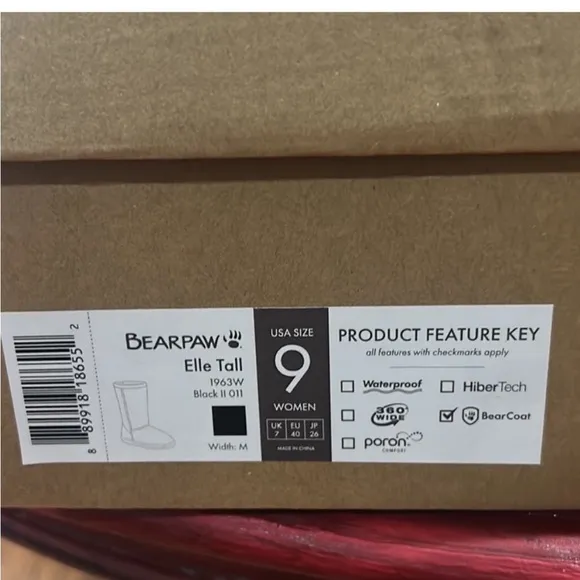 8 89918 18655 2
BEARPAW
Elle Tall
1963W
Black II 011
Width: M
USA SIZE
9
WOMEN
UK EU JP
7 40 26
MADE IN CHINA
PRODUCT FEATURE KEY
all features with checkmarks apply
Waterproof
HiberTech
360°
WIDE
BearCoat
poron
COMFORT